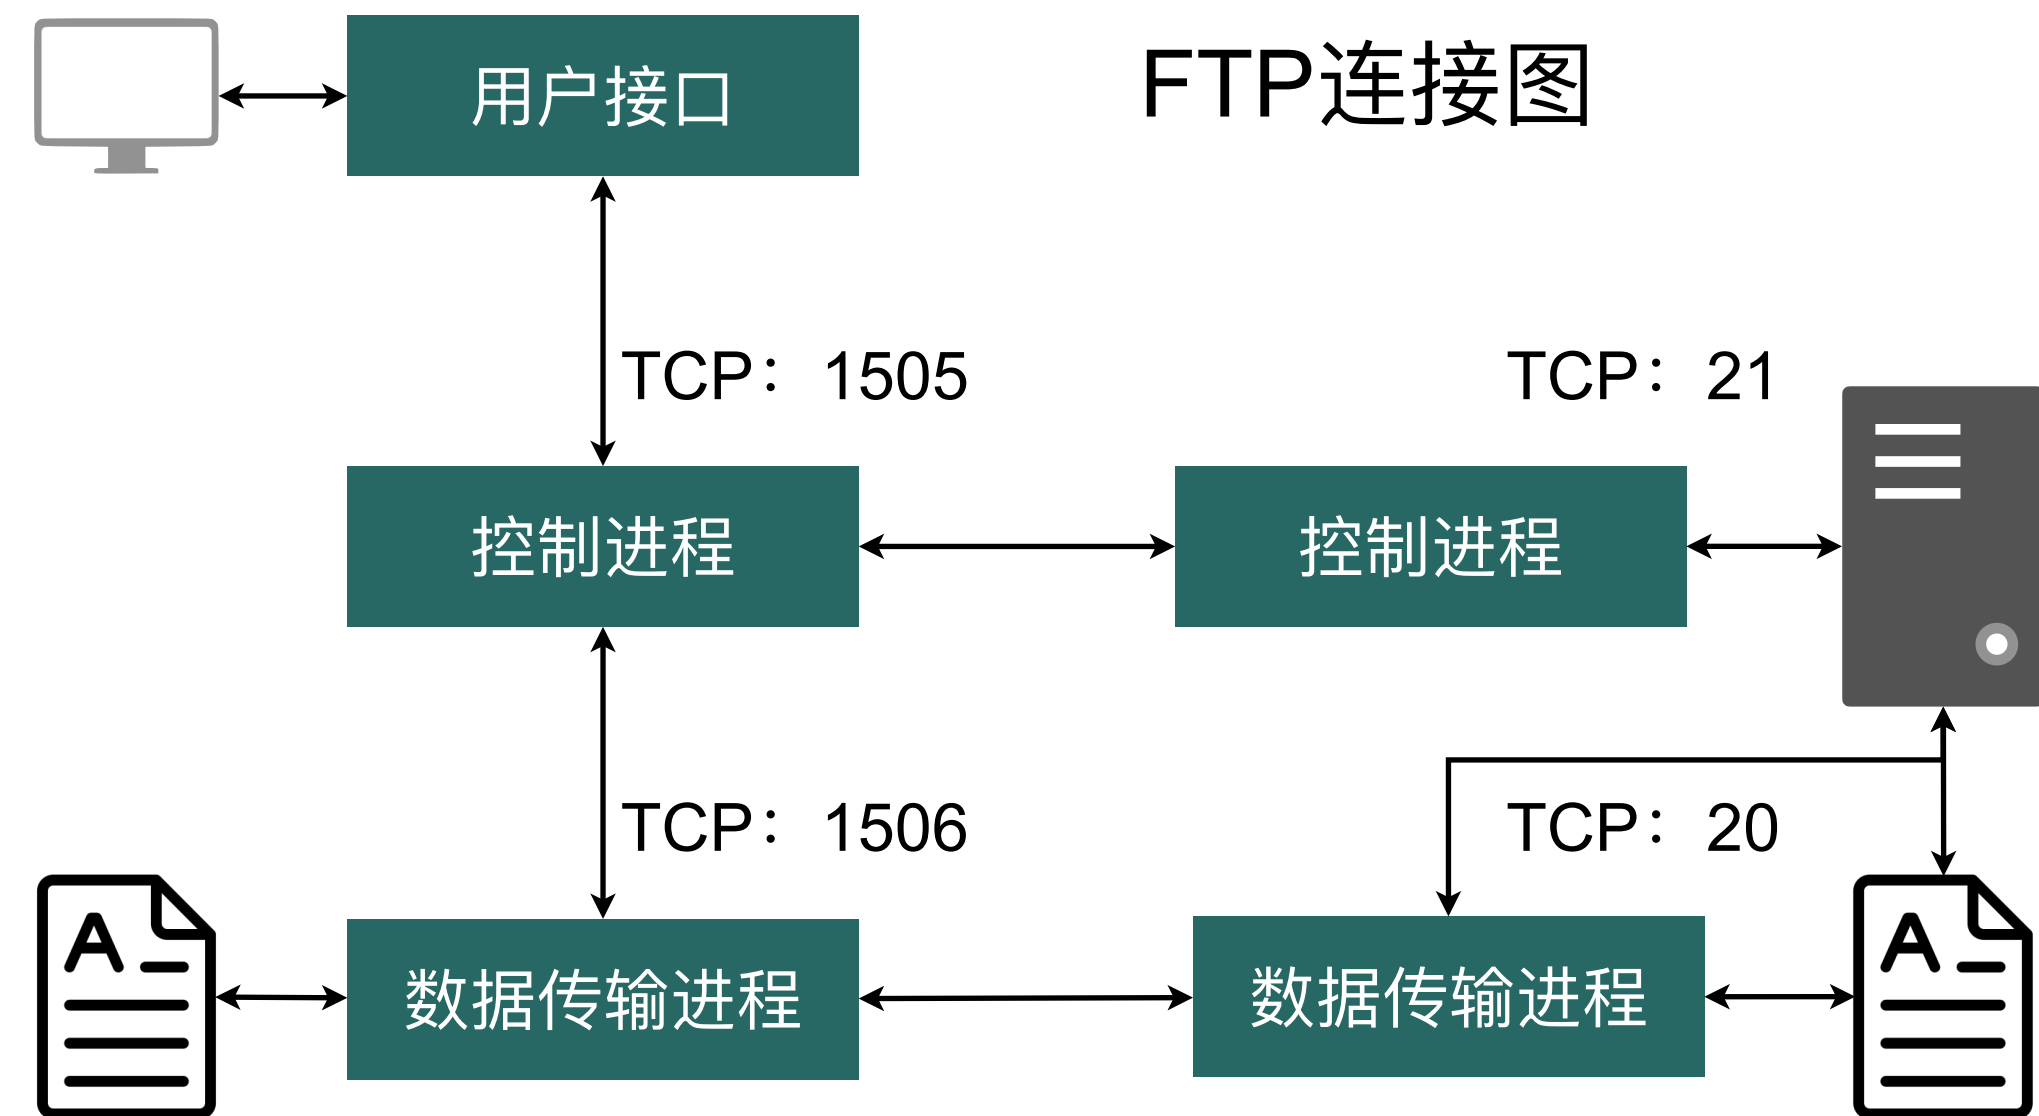 用户接口
FTP连接图
TCP：1505
TCP：21
控制进程
控制进程
TCP：1506
TCP：20
A
数据传输进程
数据传输进程
A